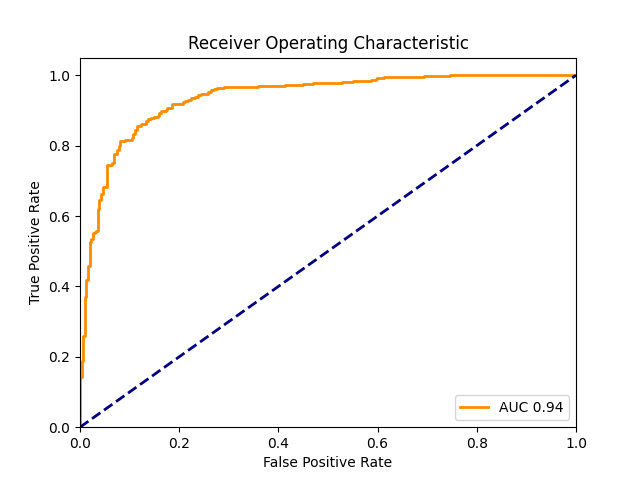 Receiver Operating Characteristic
1.0
0.8
0.6
0.4
0.2
0.0
True Positive Rate
AUC 0.94
0.0 0.2 0.4 0.6 0.8 1.0
False Positive Rate